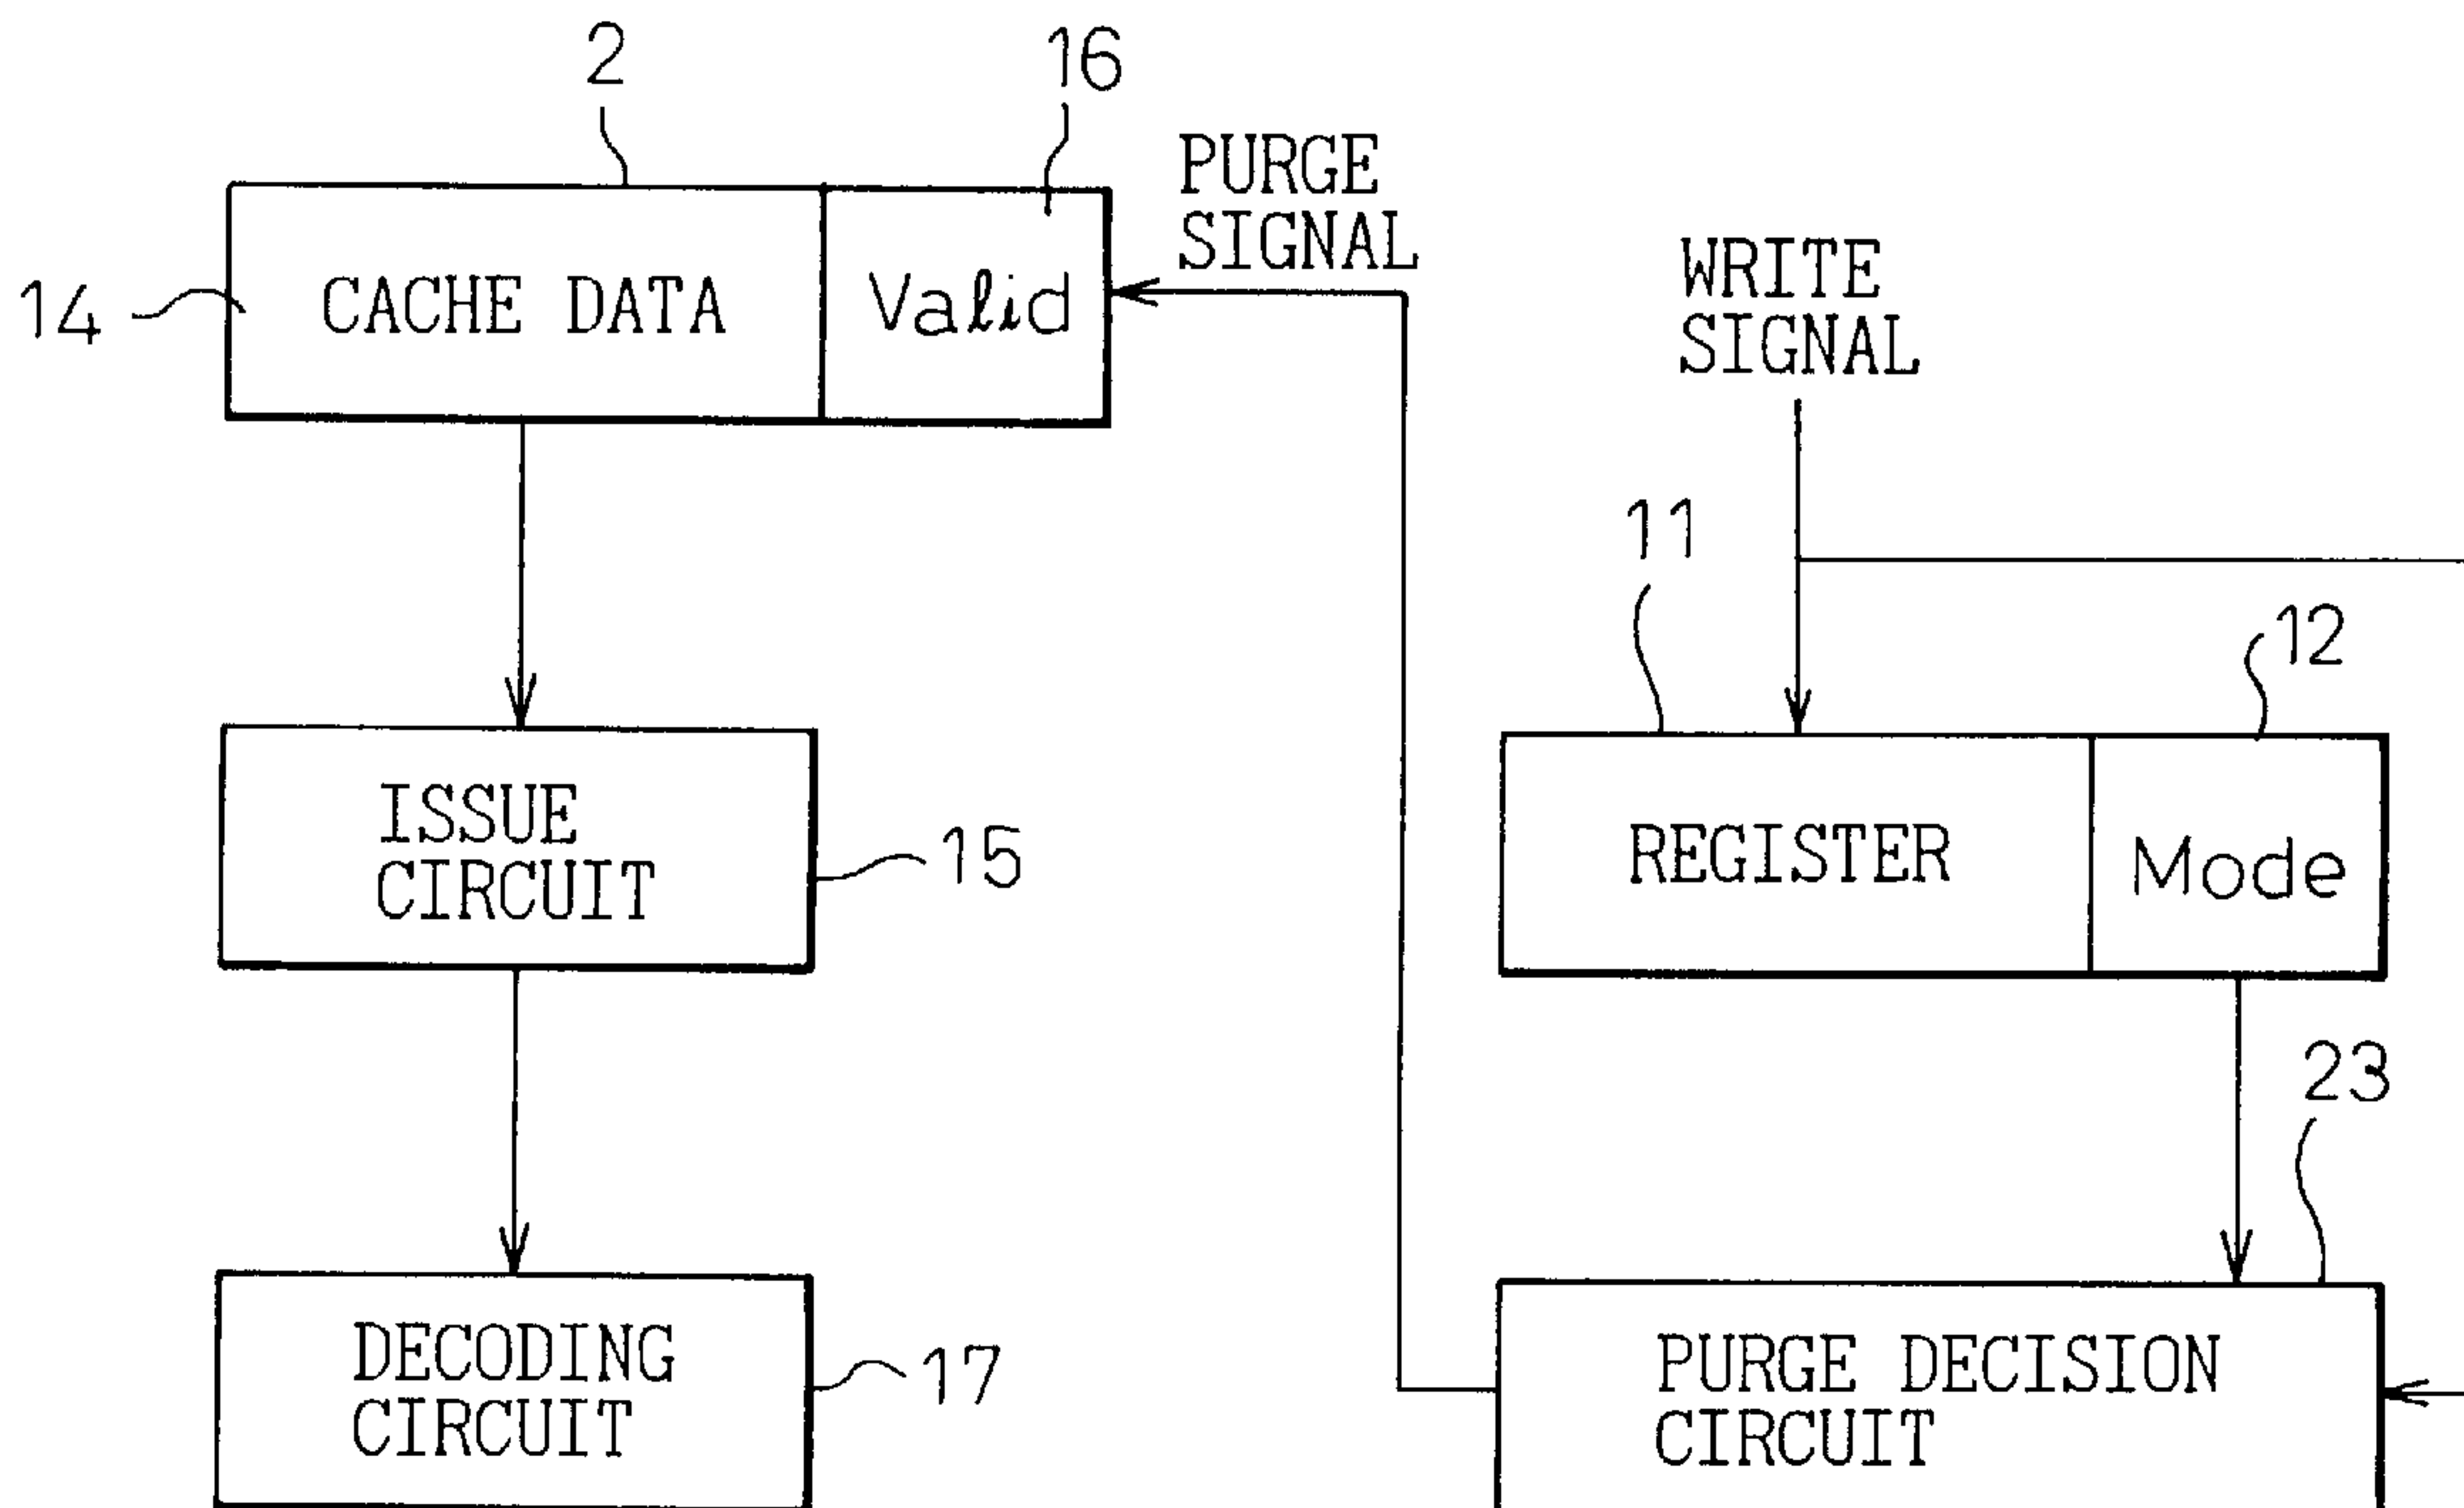 2
16
PURGE
SIGNAL
14
CACHE DATA
Valid
WRITE
SIGNAL
11
12
ISSUE
CIRCUIT
15
REGISTER
Mode
23
DECODING
CIRCUIT
17
PURGE DECISION
CIRCUIT